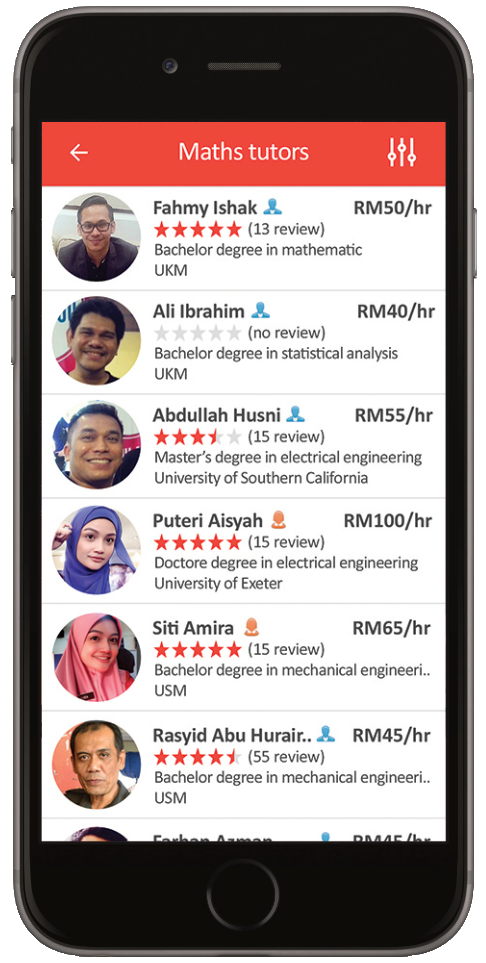 Maths tutors
Fahmy Ishak RM50/hr
(13 review)
Bachelor degree in mathematic
UKM
Ali Ibrahim RM40/hr
(no review)
Bachelor degree in statistical analysis
UKM
Abdullah Husni RM55/hr
(15 review)
Master's degree in electrical engineering
University of Southern California
Puteri Aisyah RM100/hr
(15 review)
Doctore degree in electrical engineering
University of Exeter
Siti Amira RM65/hr
(15 review)
Bachelor degree in mechanical engineeri..
USM
Rasyid Abu Hurair.. RM45/hr
(55 review)
Bachelor degree in mechanical engineeri..
USM
Farhan Azman RM45/hr